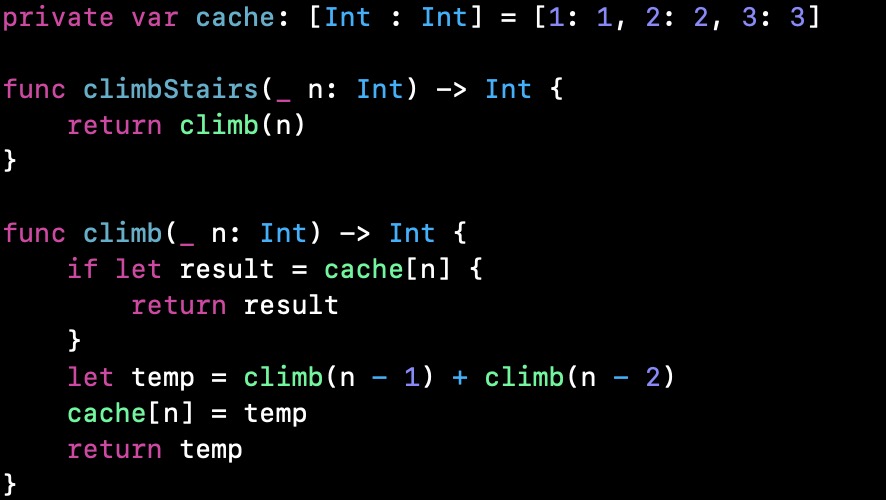 private var cache: [Int : Int] = [1: 1, 2: 2, 3: 3]

func climbStairs(_ n: Int) -> Int {
    return climb(n)
}

func climb(_ n: Int) -> Int {
    if let result = cache[n] {
        return result
    }
    let temp = climb(n - 1) + climb(n - 2)
    cache[n] = temp
    return temp
}